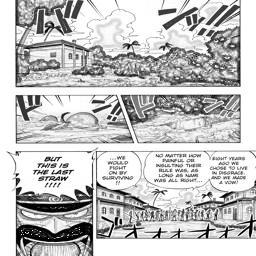 EIGHT YEARS
AGO WE
CHOSE TO LIVE
IN DISGRACE,
AND WE MADE
A VOW!
NO MATTER HOW
PAINFUL OR
INSULTING THEIR
RULE WAS, AS
LONG AS NAMI
WAS ALL RIGHT...
...WE
WOULD
FIGHT
ON BY
SURVIVING
!!
BUT
THIS IS
THE LAST
STRAW
!!!!